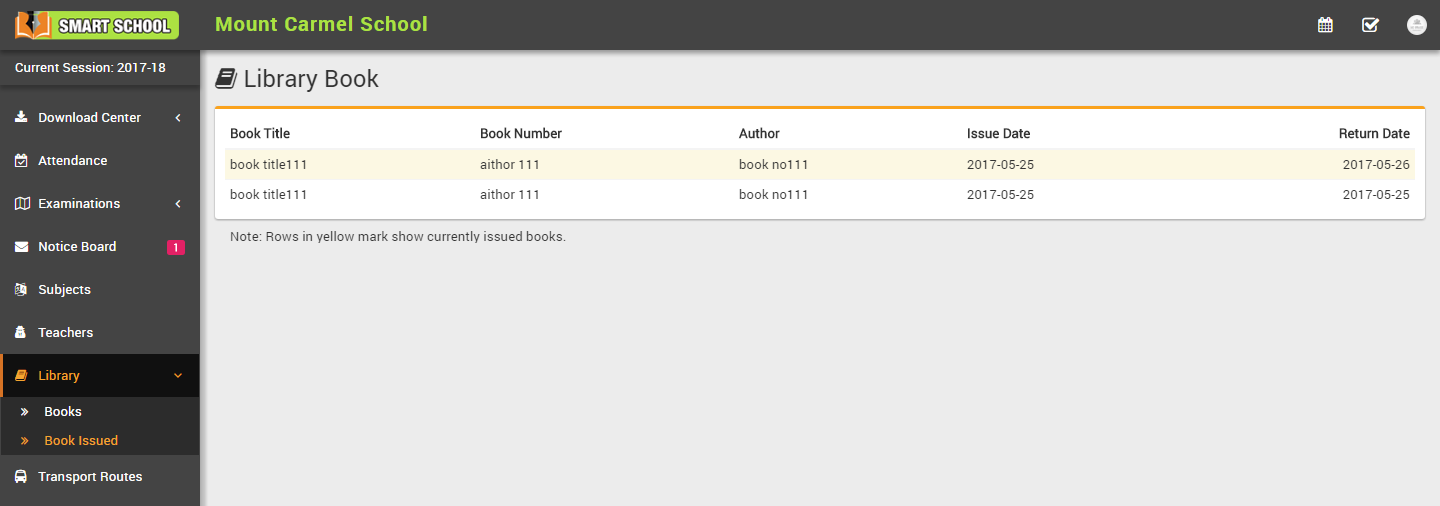 SMART SCHOOL
Mount Carmel School
Current Session: 2017-18
Download Center
Attendance
Examinations
Notice Board 1
Subjects
Teachers
Library
Books
Book Issued
Transport Routes
Library Book
Book Title Book Number Author Issue Date Return Date
book title111 aithor 111 book no111 2017-05-25 2017-05-26
book title111 aithor 111 book no111 2017-05-25 2017-05-25
Note: Rows in yellow mark show currently issued books.